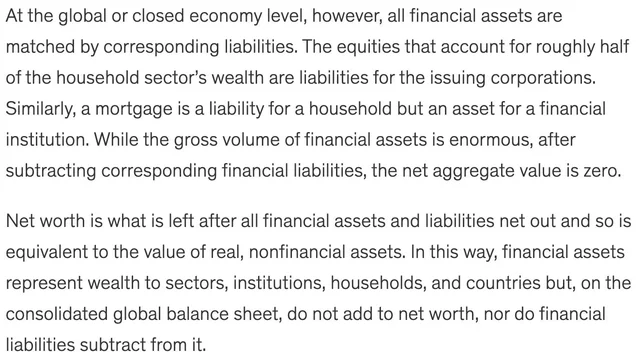 At the global or closed economy level, however, all financial assets are
matched by corresponding liabilities. The equities that account for roughly half
of the household sector's wealth are liabilities for the issuing corporations.
Similarly, a mortgage is a liability for a household but an asset for a financial
institution. While the gross volume of financial assets is enormous, after
subtracting corresponding financial liabilities, the net aggregate value is zero.
Net worth is what is left after all financial assets and liabilities net out and so is
equivalent to the value of real, nonfinancial assets. In this way, financial assets
represent wealth to sectors, institutions, households, and countries but, on the
consolidated global balance sheet, do not add to net worth, nor do financial
liabilities subtract from it.